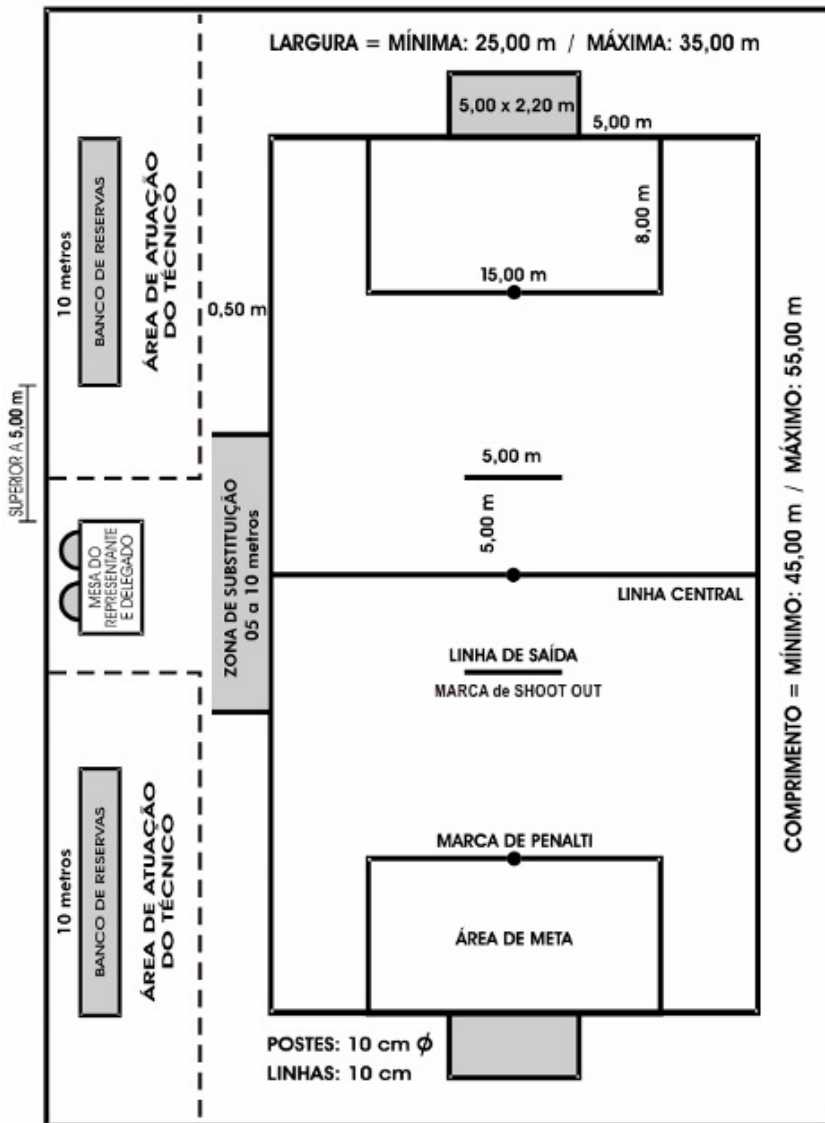 LARGURA = MÍNIMA: 25,00 m / MÁXIMA: 35,00 m
5,00 x 2,20 m
5,00 m
8,00 m
15,00 m
10 metros
BANCO DE RESERVAS
ÁREA DE ATUAÇÃO
DO TÉCNICO
0,50 m
SUPERIOR A 5,00 m
MESA DO
REPRESENTANTE
E DELEGADO
ZONA DE SUBSTITUIÇÃO
05 a 10 metros
5,00 m
5,00 m
LINHA CENTRAL
LINHA DE SAÍDA
MARCA de SHOOT OUT
COMPRIMENTO = MÍNIMO: 45,00 m / MÁXIMO: 55,00 m
10 metros
BANCO DE RESERVAS
ÁREA DE ATUAÇÃO
DO TÉCNICO
MARCA DE PENALTI
ÁREA DE META
POSTES: 10 cm ϕ
LINHAS: 10 cm